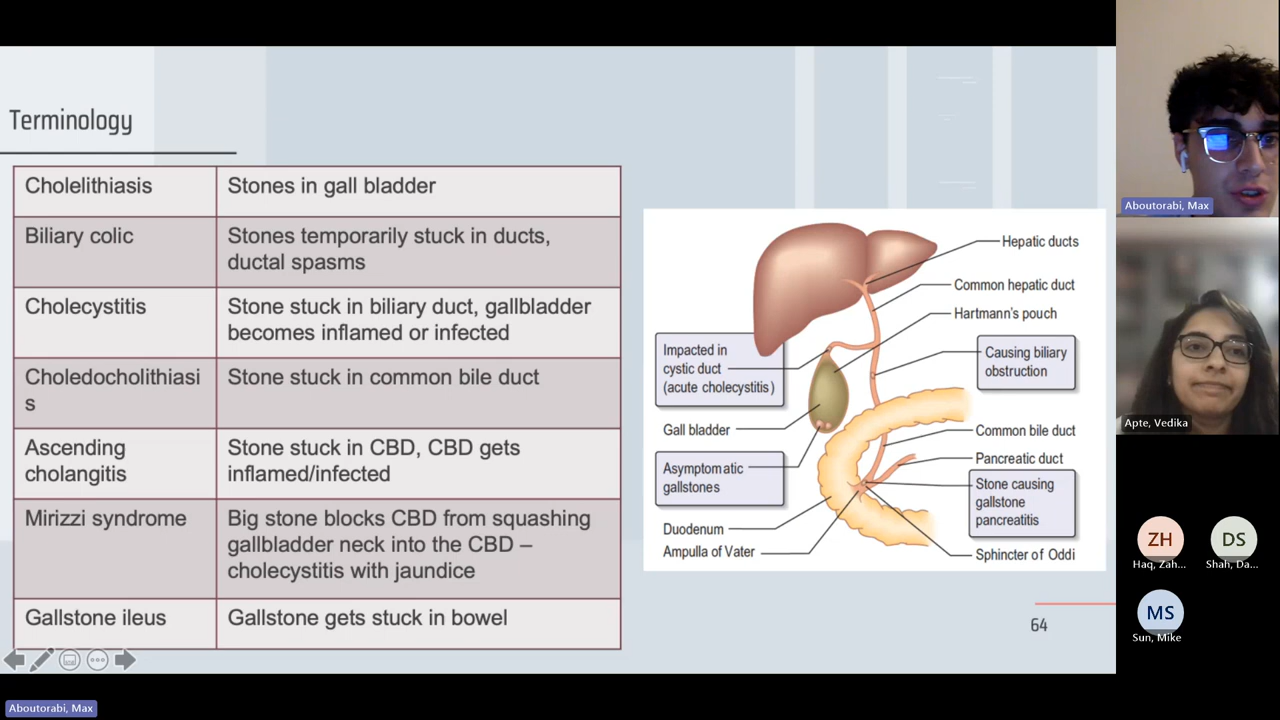 Terminology
Cholelithiasis
Stones in gall bladder
Biliary colic
Stones temporarily stuck in ducts,
ductal spasms
Cholecystitis
Stone stuck in biliary duct, gallbladder
becomes inflamed or infected
Choledocholithiasi
s
Stone stuck in common bile duct
Ascending
cholangitis
Stone stuck in CBD, CBD gets
inflamed/infected
Mirizzi syndrome
Big stone blocks CBD from squashing
gallbladder neck into the CBD –
cholecystitis with jaundice
Gallstone ileus
Gallstone gets stuck in bowel
Hepatic ducts
Common hepatic duct
Hartmann's pouch
Impacted in
cystic duct
(acute cholecystitis)
Causing biliary
obstruction
Gall bladder
Common bile duct
Asymptomatic
gallstones
Pancreatic duct
Stone causing
gallstone
pancreatitis
Duodenum
Ampulla of Vater
Sphincter of Oddi
64
Aboutorabi, Max
Apte, Vedika
ZH
Haq, Zah...
DS
Shah, Da...
MS
Sun, Mike
Aboutorabi, Max